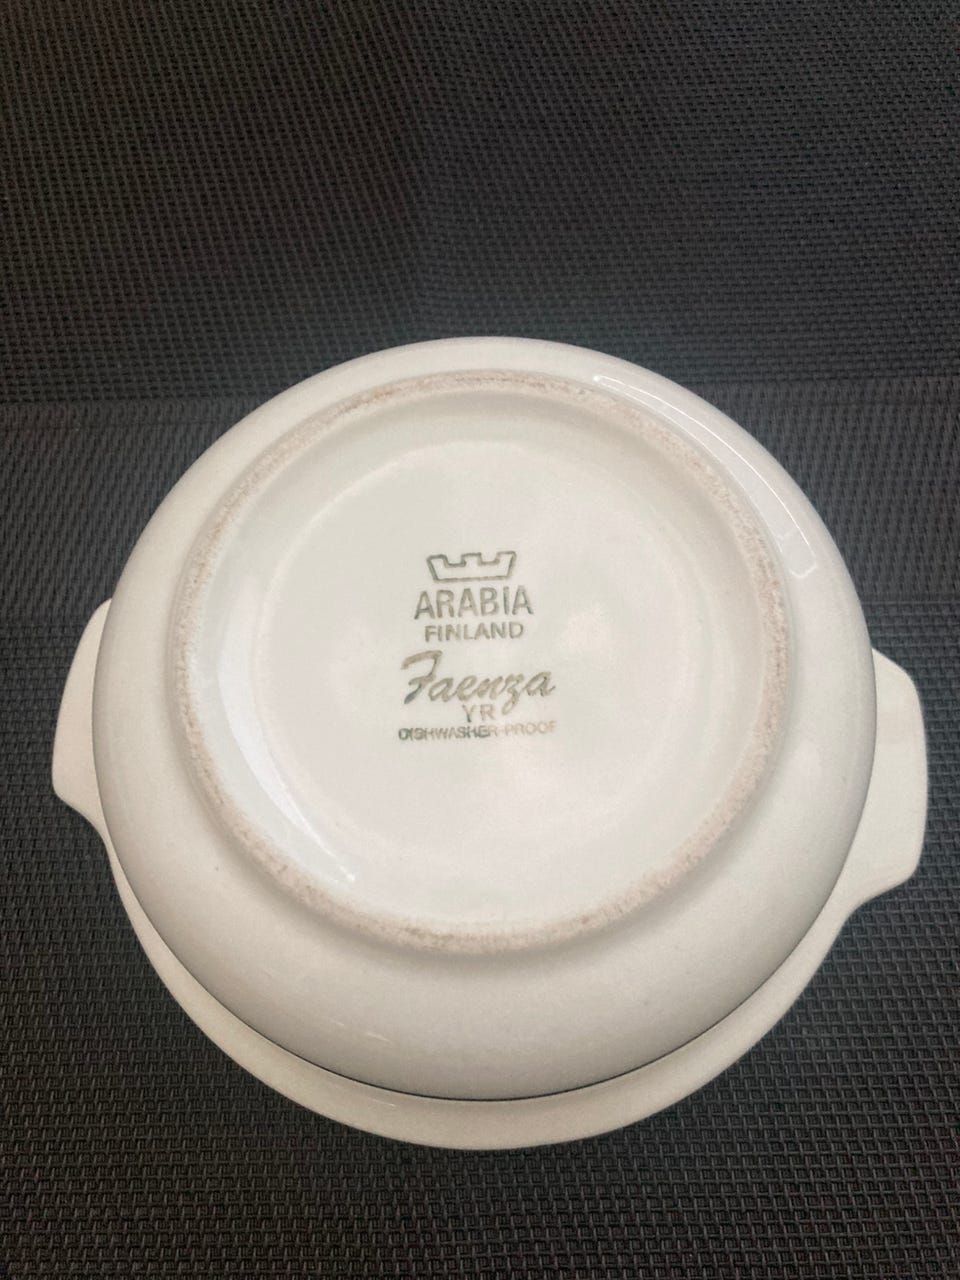 ARABIA
FINLAND
Faenza
YR
DISHWASHER-PROOF